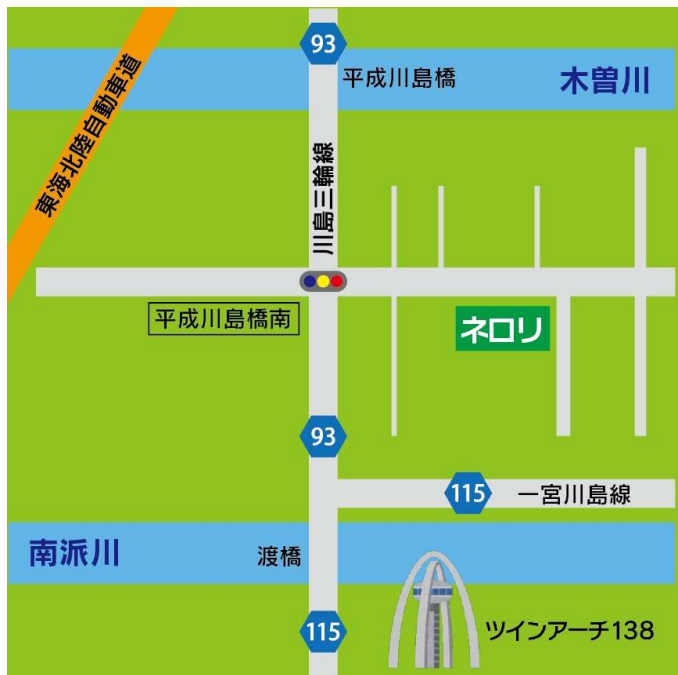 93
平成川島橋
木曽川
東海北陸自動車道
川島三輪線
平成川島橋南
ネロリ
93
115
一宮川島線
南派川
渡橋
115
ツインアーチ138